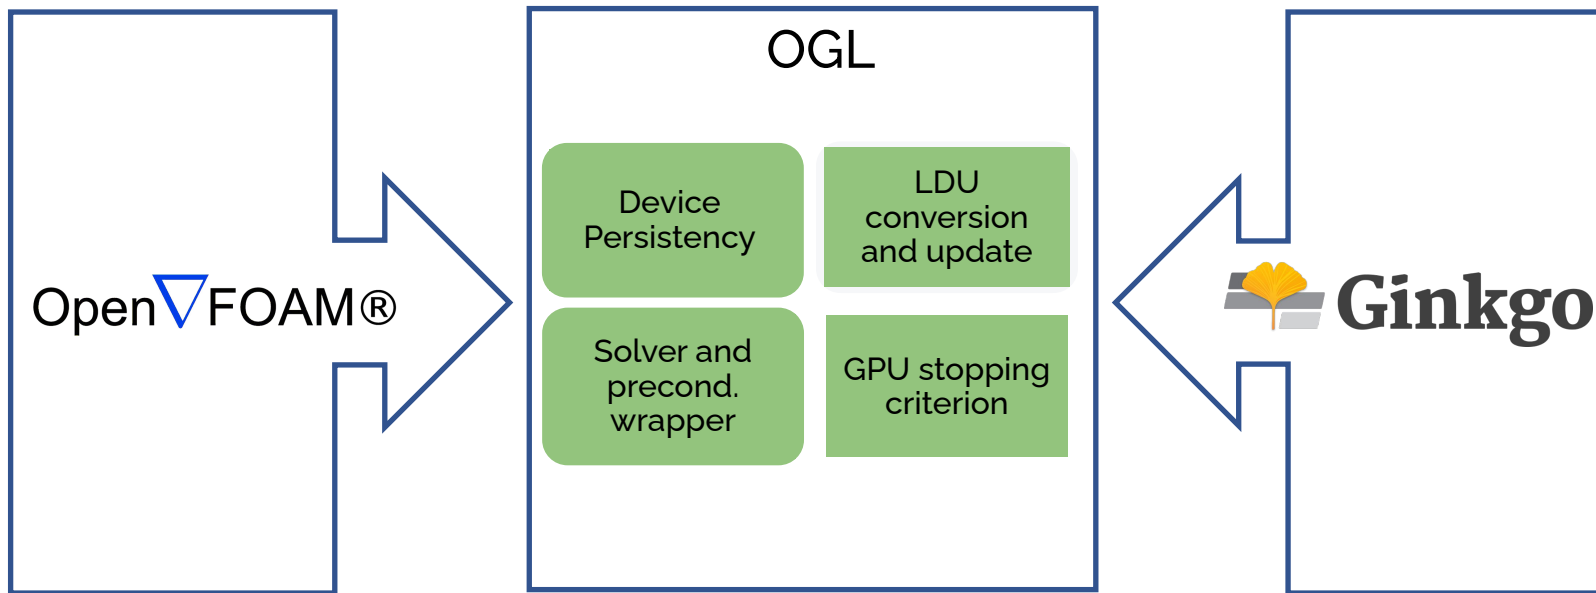 OGL
Device
Persistency
LDU
conversion
and update
Solver and
precond.
wrapper
GPU stopping
criterion
Open▽FOAM®
Ginkgo